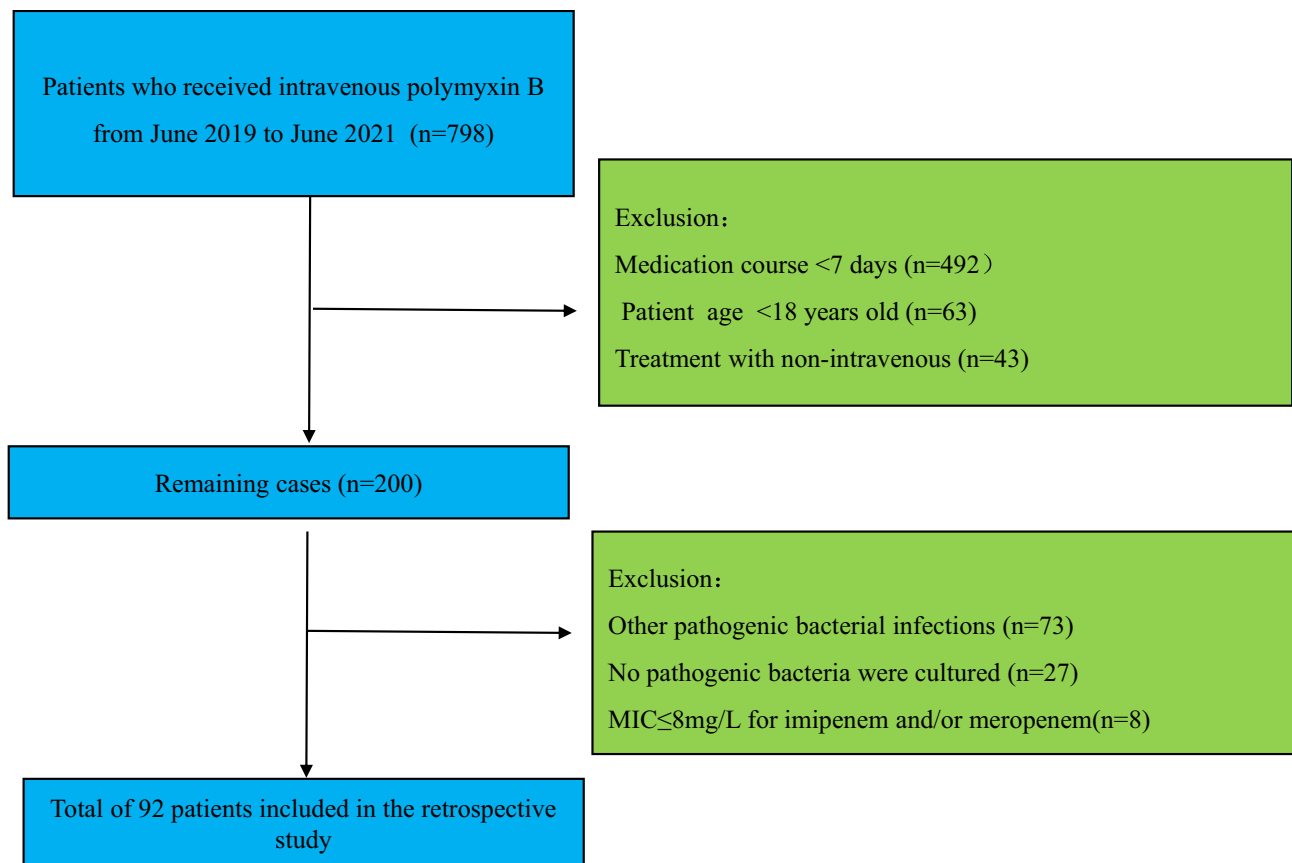 Patients who received intravenous polymyxin B
from June 2019 to June 2021  (n=798)
Exclusion：
Medication course <7 days (n=492）
Patient  age  <18 years old (n=63)
Treatment with non-intravenous (n=43)
Remaining cases (n=200)
Exclusion：
Other pathogenic bacterial infections (n=73)
No pathogenic bacteria were cultured (n=27)
MIC≤8mg/L for imipenem and/or meropenem(n=8)
Total of 92 patients included in the retrospective
study